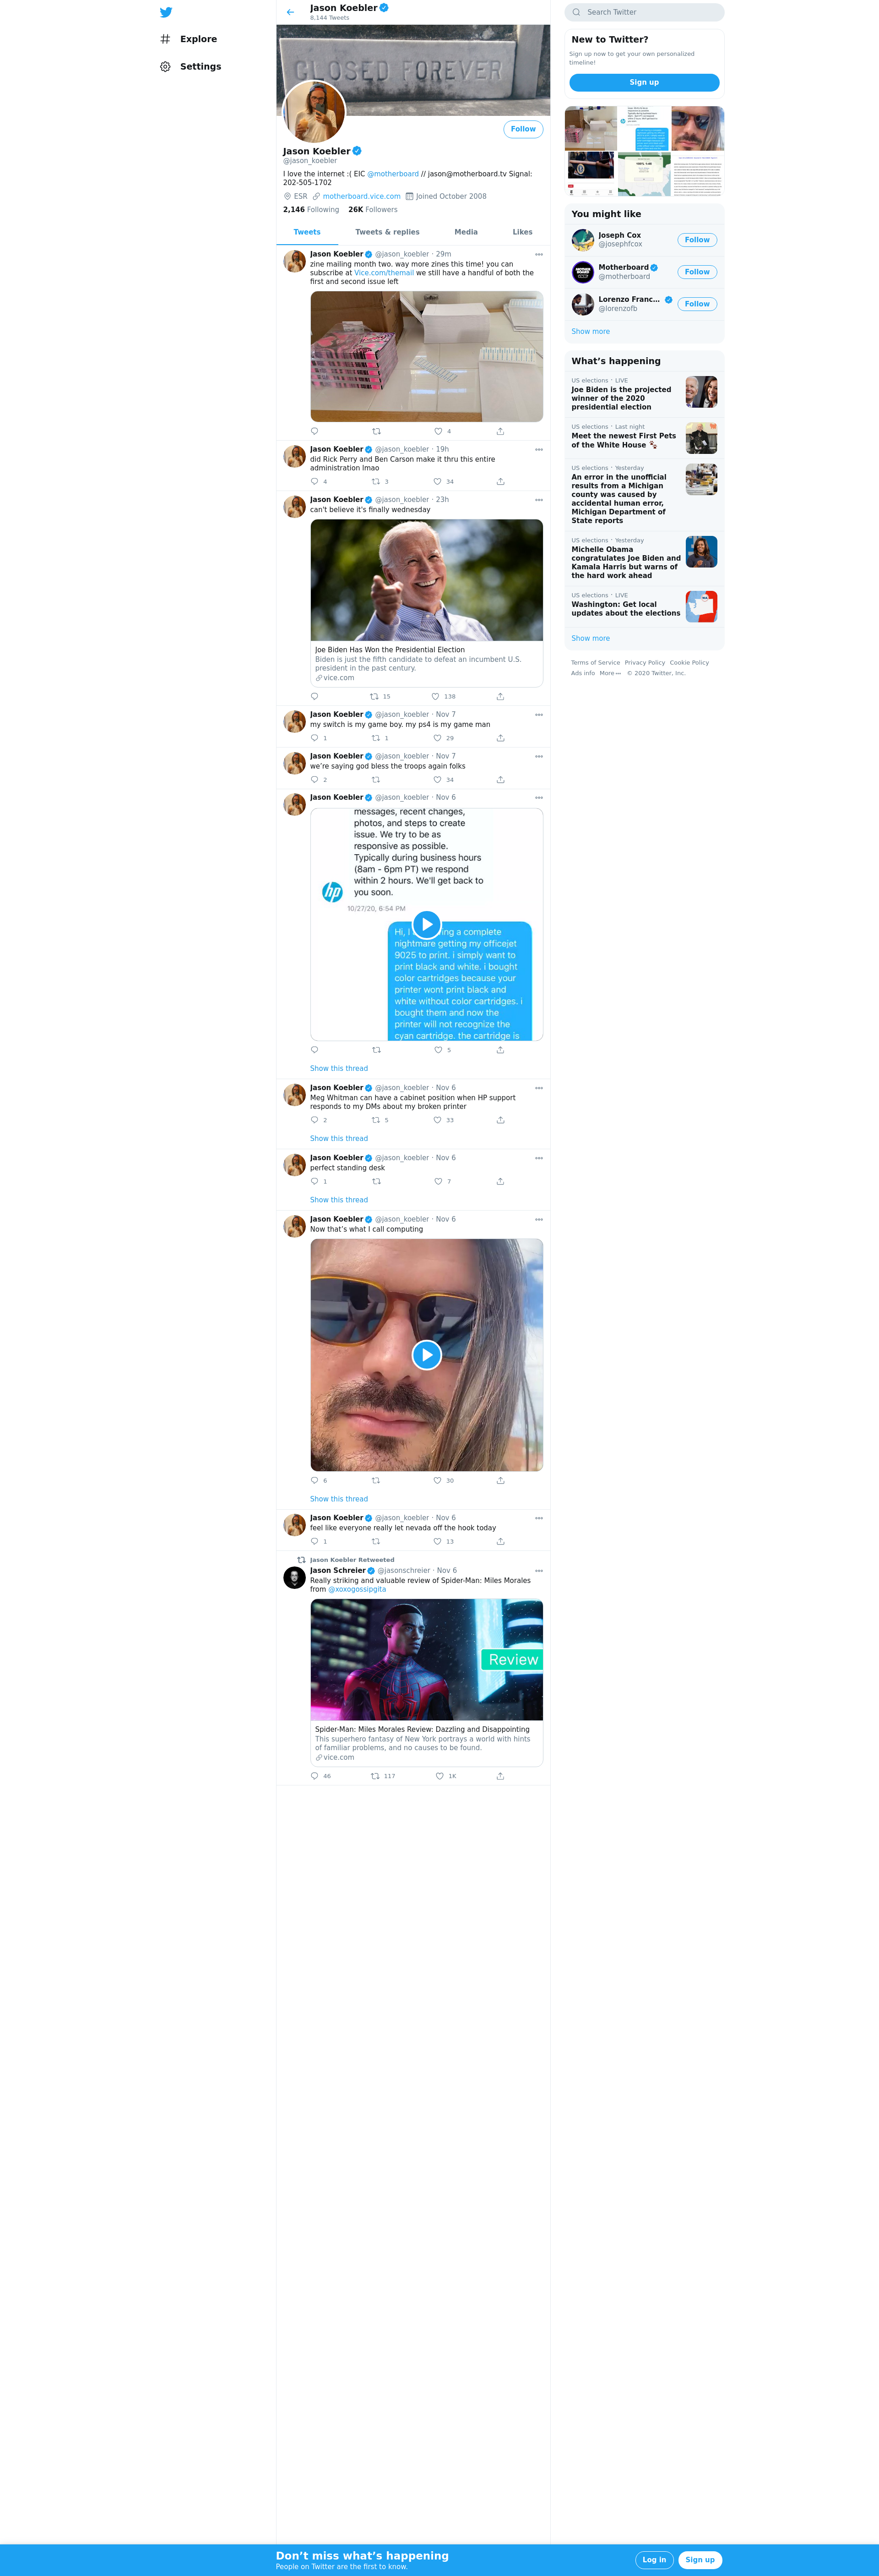 Explore
Settings
Jason Koebler
8,144 Tweets
CLOSED FOREVER
Follow
Jason Koebler
@jason_koebler
I love the internet :( EIC @motherboard // jason@motherboard.tv Signal:
202-505-1702
ESR motherboard.vice.com Joined October 2008
2,146 Following 26K Followers
Tweets Tweets & replies Media Likes
Jason Koebler @jason_koebler · 29m
zine mailing month two. way more zines this time! you can
subscribe at Vice.com/themail we still have a handful of both the
first and second issue left
4
Jason Koebler @jason_koebler · 19h
did Rick Perry and Ben Carson make it thru this entire
administration lmao
4 3 34
Jason Koebler @jason_koebler · 23h
can't believe it's finally wednesday
Joe Biden Has Won the Presidential Election
Biden is just the fifth candidate to defeat an incumbent U.S.
president in the past century.
vice.com
15 138
Jason Koebler @jason_koebler · Nov 7
my switch is my game boy. my ps4 is my game man
1 1 29
Jason Koebler @jason_koebler · Nov 7
we're saying god bless the troops again folks
2 34
Jason Koebler @jason_koebler · Nov 6
messages, recent changes,
photos, and steps to create
issue. We try to be as
responsive as possible.
Typically during business hours
(8am - 6pm PT) we respond
within 2 hours. We'll get back to
you soon.
hp
10/27/20, 6:54 PM
Hi, I ing a complete
nightmare getting my officejet
9025 to print. i simply want to
print black and white. i bought
color cartridges because your
printer wont print black and
white without color cartridges. i
bought them and now the
printer will not recognize the
cyan cartridge. the cartridge is
5
Show this thread
Jason Koebler @jason_koebler · Nov 6
Meg Whitman can have a cabinet position when HP support
responds to my DMs about my broken printer
2 5 33
Show this thread
Jason Koebler @jason_koebler · Nov 6
perfect standing desk
1 7
Show this thread
Jason Koebler @jason_koebler · Nov 6
Now that's what I call computing
6 30
Show this thread
Jason Koebler @jason_koebler · Nov 6
feel like everyone really let nevada off the hook today
1 13
Jason Koebler Retweeted
Jason Schreier @jasonschreier · Nov 6
Really striking and valuable review of Spider-Man: Miles Morales
from @xoxogossipgita
Review
Spider-Man: Miles Morales Review: Dazzling and Disappointing
This superhero fantasy of New York portrays a world with hints
of familiar problems, and no causes to be found.
vice.com
46 117 1K
Search Twitter
New to Twitter?
Sign up now to get your own personalized
timeline!
Sign up
You might like
Joseph Cox
@josephfcox
Follow
Motherboard
@motherboard
Follow
Lorenzo Franc...
@lorenzofb
Follow
Show more
What's happening
US elections · LIVE
Joe Biden is the projected
winner of the 2020
presidential election
US elections · Last night
Meet the newest First Pets
of the White House 🐾
US elections · Yesterday
An error in the unofficial
results from a Michigan
county was caused by
accidental human error,
Michigan Department of
State reports
US elections · Yesterday
Michelle Obama
congratulates Joe Biden and
Kamala Harris but warns of
the hard work ahead
US elections · LIVE
Washington: Get local
updates about the elections
Show more
Terms of Service Privacy Policy Cookie Policy
Ads info More © 2020 Twitter, Inc.
Don't miss what's happening
People on Twitter are the first to know.
Log in Sign up